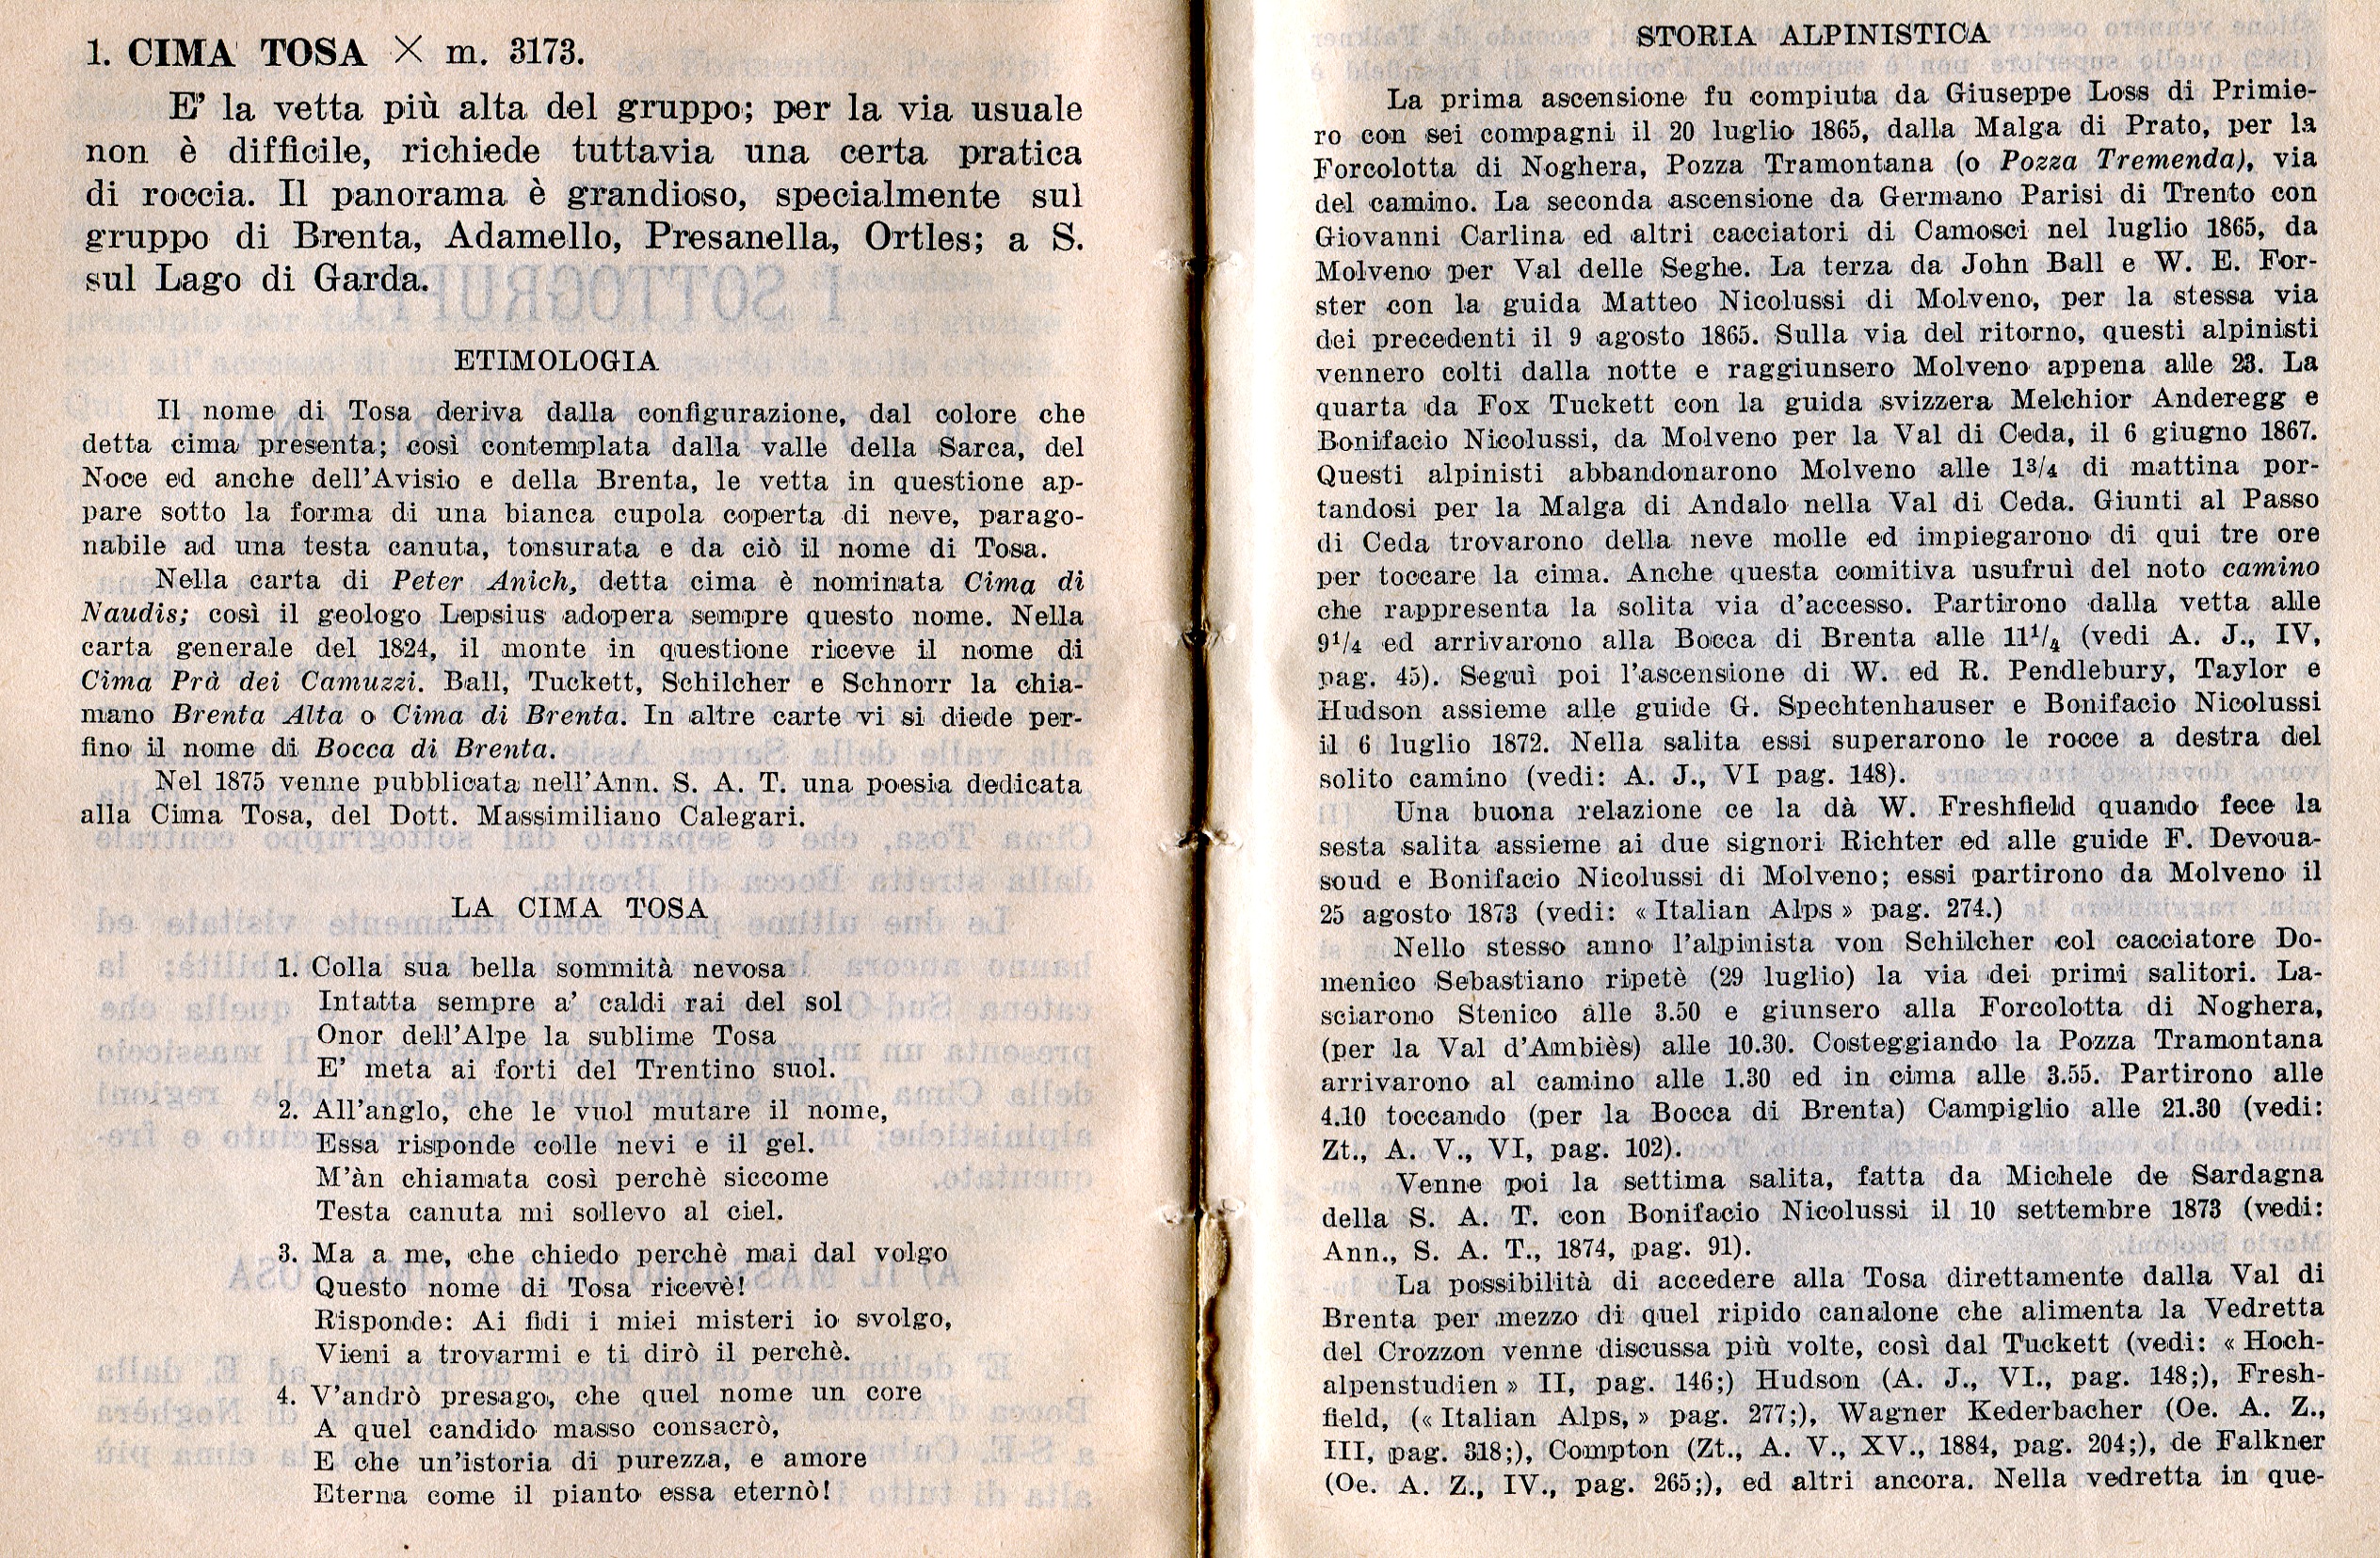 1. CIMA TOSA × m. 3173.
E' la vetta più alta del gruppo; per la via usuale
non è difficile, richiede tuttavia una certa pratica
di roccia. Il panorama è grandioso, specialmente sul
gruppo di Brenta, Adamello, Presanella, Ortles; a S.
sul Lago di Garda.
ETIMOLOGIA
Il nome di Tosa deriva dalla configurazione, dal colore che
detta cima presenta; così contemplata dalla valle della Sarca, del
Noce ed anche dell'Avisio e della Brenta, le vetta in questione ap-
pare sotto la forma di una bianca cupola coperta di neve, parago-
nabile ad una testa canuta, tonsurata e da ciò il nome di Tosa.
Nella carta di Peter Anich, detta cima è nominata Cima di
Naudis; così il geologo Lepsius adopera sempre questo nome. Nella
carta generale del 1824, il monte in questione riceve il nome di
Cima Prà dei Camuzzi. Ball, Tuckett, Schilcher e Schnorr la chia-
mano Brenta Alta o Cima di Brenta. In altre carte vi si diede per-
fino il nome di Bocca di Brenta.
Nel 1875 venne pubblicata nell'Ann. S. A. T. una poesia dedicata
alla Cima Tosa, del Dott. Massimiliano Calegari.
LA CIMA TOSA
1. Colla sua bella sommità nevosa
Intatta sempre a' caldi rai del sol
Onor dell'Alpe la sublime Tosa
E' meta ai forti del Trentino suol.
2. All'anglo, che le vuol mutare il nome,
Essa risponde colle nevi e il gel.
M'àn chiamata così perchè siccome
Testa canuta mi sollevo al ciel.
3. Ma a me, che chiedo perchè mai dal volgo
Questo nome di Tosa ricevè!
Risponde: Ai fidi i miei misteri io svolgo,
Vieni a trovarmi e ti dirò il perchè.
4. V'andrò presago, che quel nome un core
A quel candido masso consacrò,
E che un'istoria di purezza, e amore
Eterna come il pianto essa eternò!
STORIA ALPINISTICA
La prima ascensione fu compiuta da Giuseppe Loss di Primie-
ro con sei compagni il 20 luglio 1865, dalla Malga di Prato, per la
Forcolotta di Noghera, Pozza Tramontana (o Pozza Tremenda), via
del camino. La seconda ascensione da Germano Parisi di Trento con
Giovanni Carlina ed altri cacciatori di Camosci nel luglio 1865, da
Molveno per Val delle Seghe. La terza da John Ball e W. E. For-
ster con la guida Matteo Nicolussi di Molveno, per la stessa via
dei precedenti il 9 agosto 1865. Sulla via del ritorno, questi alpinisti
vennero colti dalla notte e raggiunsero Molveno appena alle 23. La
quarta da Fox Tuckett con la guida svizzera Melchior Anderegg e
Bonifacio Nicolussi, da Molveno per la Val di Ceda, il 6 giugno 1867.
Questi alpinisti abbandonarono Molveno alle 1¾ di mattina por-
tandosi per la Malga di Andalo nella Val di Ceda. Giunti al Passo
di Ceda trovarono della neve molle ed impiegarono di qui tre ore
per toccare la cima. Anche questa comitiva usufruì del noto camino
che rappresenta la solita via d'accesso. Partirono dalla vetta alle
9¼ ed arrivarono alla Bocca di Brenta alle 11¼ (vedi A. J., IV,
pag. 45). Seguì poi l'ascensione di W. ed R. Pendlebury, Taylor e
Hudson assieme alle guide G. Spechtenhauser e Bonifacio Nicolussi
il 6 luglio 1872. Nella salita essi superarono le rocce a destra del
solito camino (vedi: A. J., VI pag. 148).
Una buona relazione ce la dà W. Freshfield quando fece la
sesta salita assieme ai due signori Richter ed alle guide F. Devoua-
soud e Bonifacio Nicolussi di Molveno; essi partirono da Molveno il
25 agosto 1873 (vedi: « Italian Alps » pag. 274.)
Nello stesso anno l'alpinista von Schilcher col cacciatore Do-
menico Sebastiano ripetè (29 luglio) la via dei primi salitori. La-
sciarono Stenico alle 3.50 e giunsero alla Forcolotta di Noghera,
(per la Val d'Ambiès) alle 10.30. Costeggiando la Pozza Tramontana
arrivarono al camino alle 1.30 ed in cima alle 3.55. Partirono alle
4.10 toccando (per la Bocca di Brenta) Campiglio alle 21.30 (vedi:
Zt., A. V., VI, pag. 102).
Venne poi la settima salita, fatta da Michele de Sardagna
della S. A. T. con Bonifacio Nicolussi il 10 settembre 1873 (vedi:
Ann., S. A. T., 1874, pag. 91).
La possibilità di accedere alla Tosa direttamente dalla Val di
Brenta per mezzo di quel ripido canalone che alimenta la Vedretta
del Crozzon venne discussa più volte, così dal Tuckett (vedi: « Hoch-
alpenstudien » II, pag. 146;) Hudson (A. J., VI., pag. 148;), Fresh-
field, (« Italian Alps, » pag. 277;), Wagner Kederbacher (Oe. A. Z.,
III, pag. 318;), Compton (Zt., A. V., XV., 1884, pag. 204;), de Falkner
(Oe. A. Z., IV., pag. 265;), ed altri ancora. Nella vedretta in que-